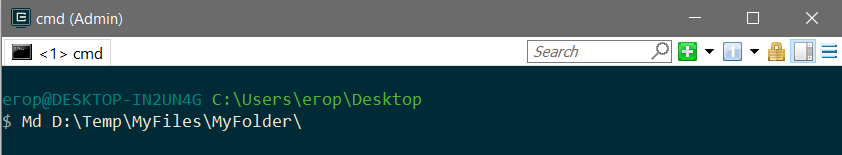 cmd (Admin)
<1> cmd
Search
erop@DESKTOP-IN2UN4G C:\Users\erop\Desktop
$ Md D:\Temp\MyFiles\MyFolder\